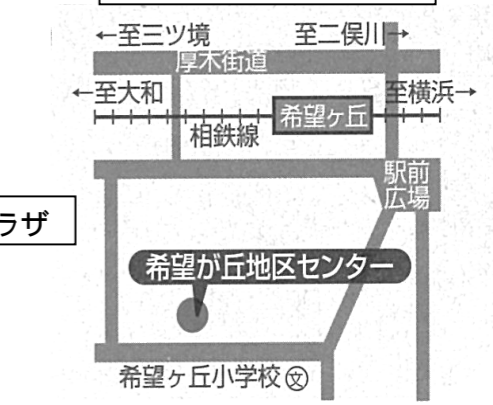 ←至三ツ境
至二俣川→
厚木街道
←至大和
至横浜→
希望ヶ丘
相鉄線
駅前
広場
ラザ
希望が丘地区センター
希望ヶ丘小学校 文